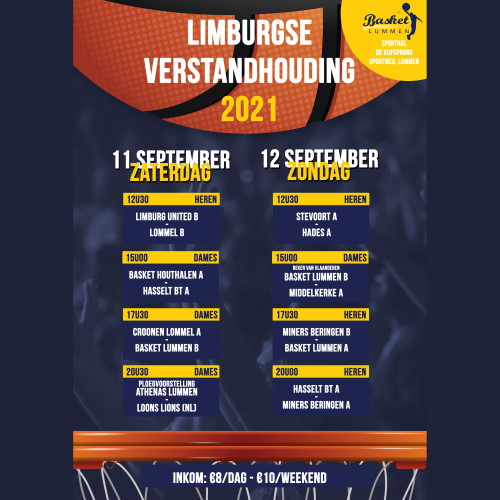 LIMBURGSE
VERSTANDHOUDING
2021
Basket
LUMMEN
SPORTHAL
DE VIJFSPRONG
SPORTWEG, LUMMEN
11 SEPTEMBER
ZATERDAG
12U30 HEREN
LIMBURG UNITED B
-
LOMMEL B
15U00 DAMES
BASKET HOUTHALEN A
-
HASSELT BT A
17U30 DAMES
CROONEN LOMMEL A
-
BASKET LUMMEN B
20U30 DAMES
PLOEGVOORSTELLING
ATHENAS LUMMEN
-
LOONS LIONS (NL)
12 SEPTEMBER
ZONDAG
12U30 HEREN
STEVOORT A
-
HADES A
15U00 DAMES
BEKER VAN VLAANDEREN
BASKET LUMMEN B
-
MIDDELKERKE A
17U30 HEREN
MINERS BERINGEN B
-
BASKET LUMMEN A
20U00 HEREN
HASSELT BT A
-
MINERS BERINGEN A
INKOM: €8/DAG - €10/WEEKEND